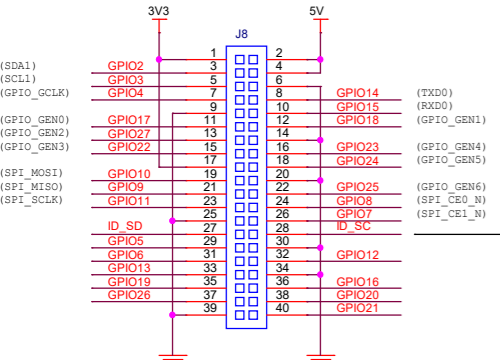 3V3 5V
J8
1 2
(SDA1) GPIO2 3 4
(SCL1) GPIO3 5 6
(GPIO_GCLK) GPIO4 7 8 GPIO14 (TXD0)
9 10 GPIO15 (RXD0)
(GPIO_GEN0) GPIO17 11 12 GPIO18 (GPIO_GEN1)
(GPIO_GEN2) GPIO27 13 14
(GPIO_GEN3) GPIO22 15 16 GPIO23 (GPIO_GEN4)
17 18 GPIO24 (GPIO_GEN5)
(SPI_MOSI) GPIO10 19 20
(SPI_MISO) GPIO9 21 22 GPIO25 (GPIO_GEN6)
(SPI_SCLK) GPIO11 23 24 GPIO8 (SPI_CE0_N)
25 26 GPIO7 (SPI_CE1_N)
ID_SD 27 28 ID_SC
GPIO5 29 30
GPIO6 31 32 GPIO12
GPIO13 33 34
GPIO19 35 36 GPIO16
GPIO26 37 38 GPIO20
39 40 GPIO21